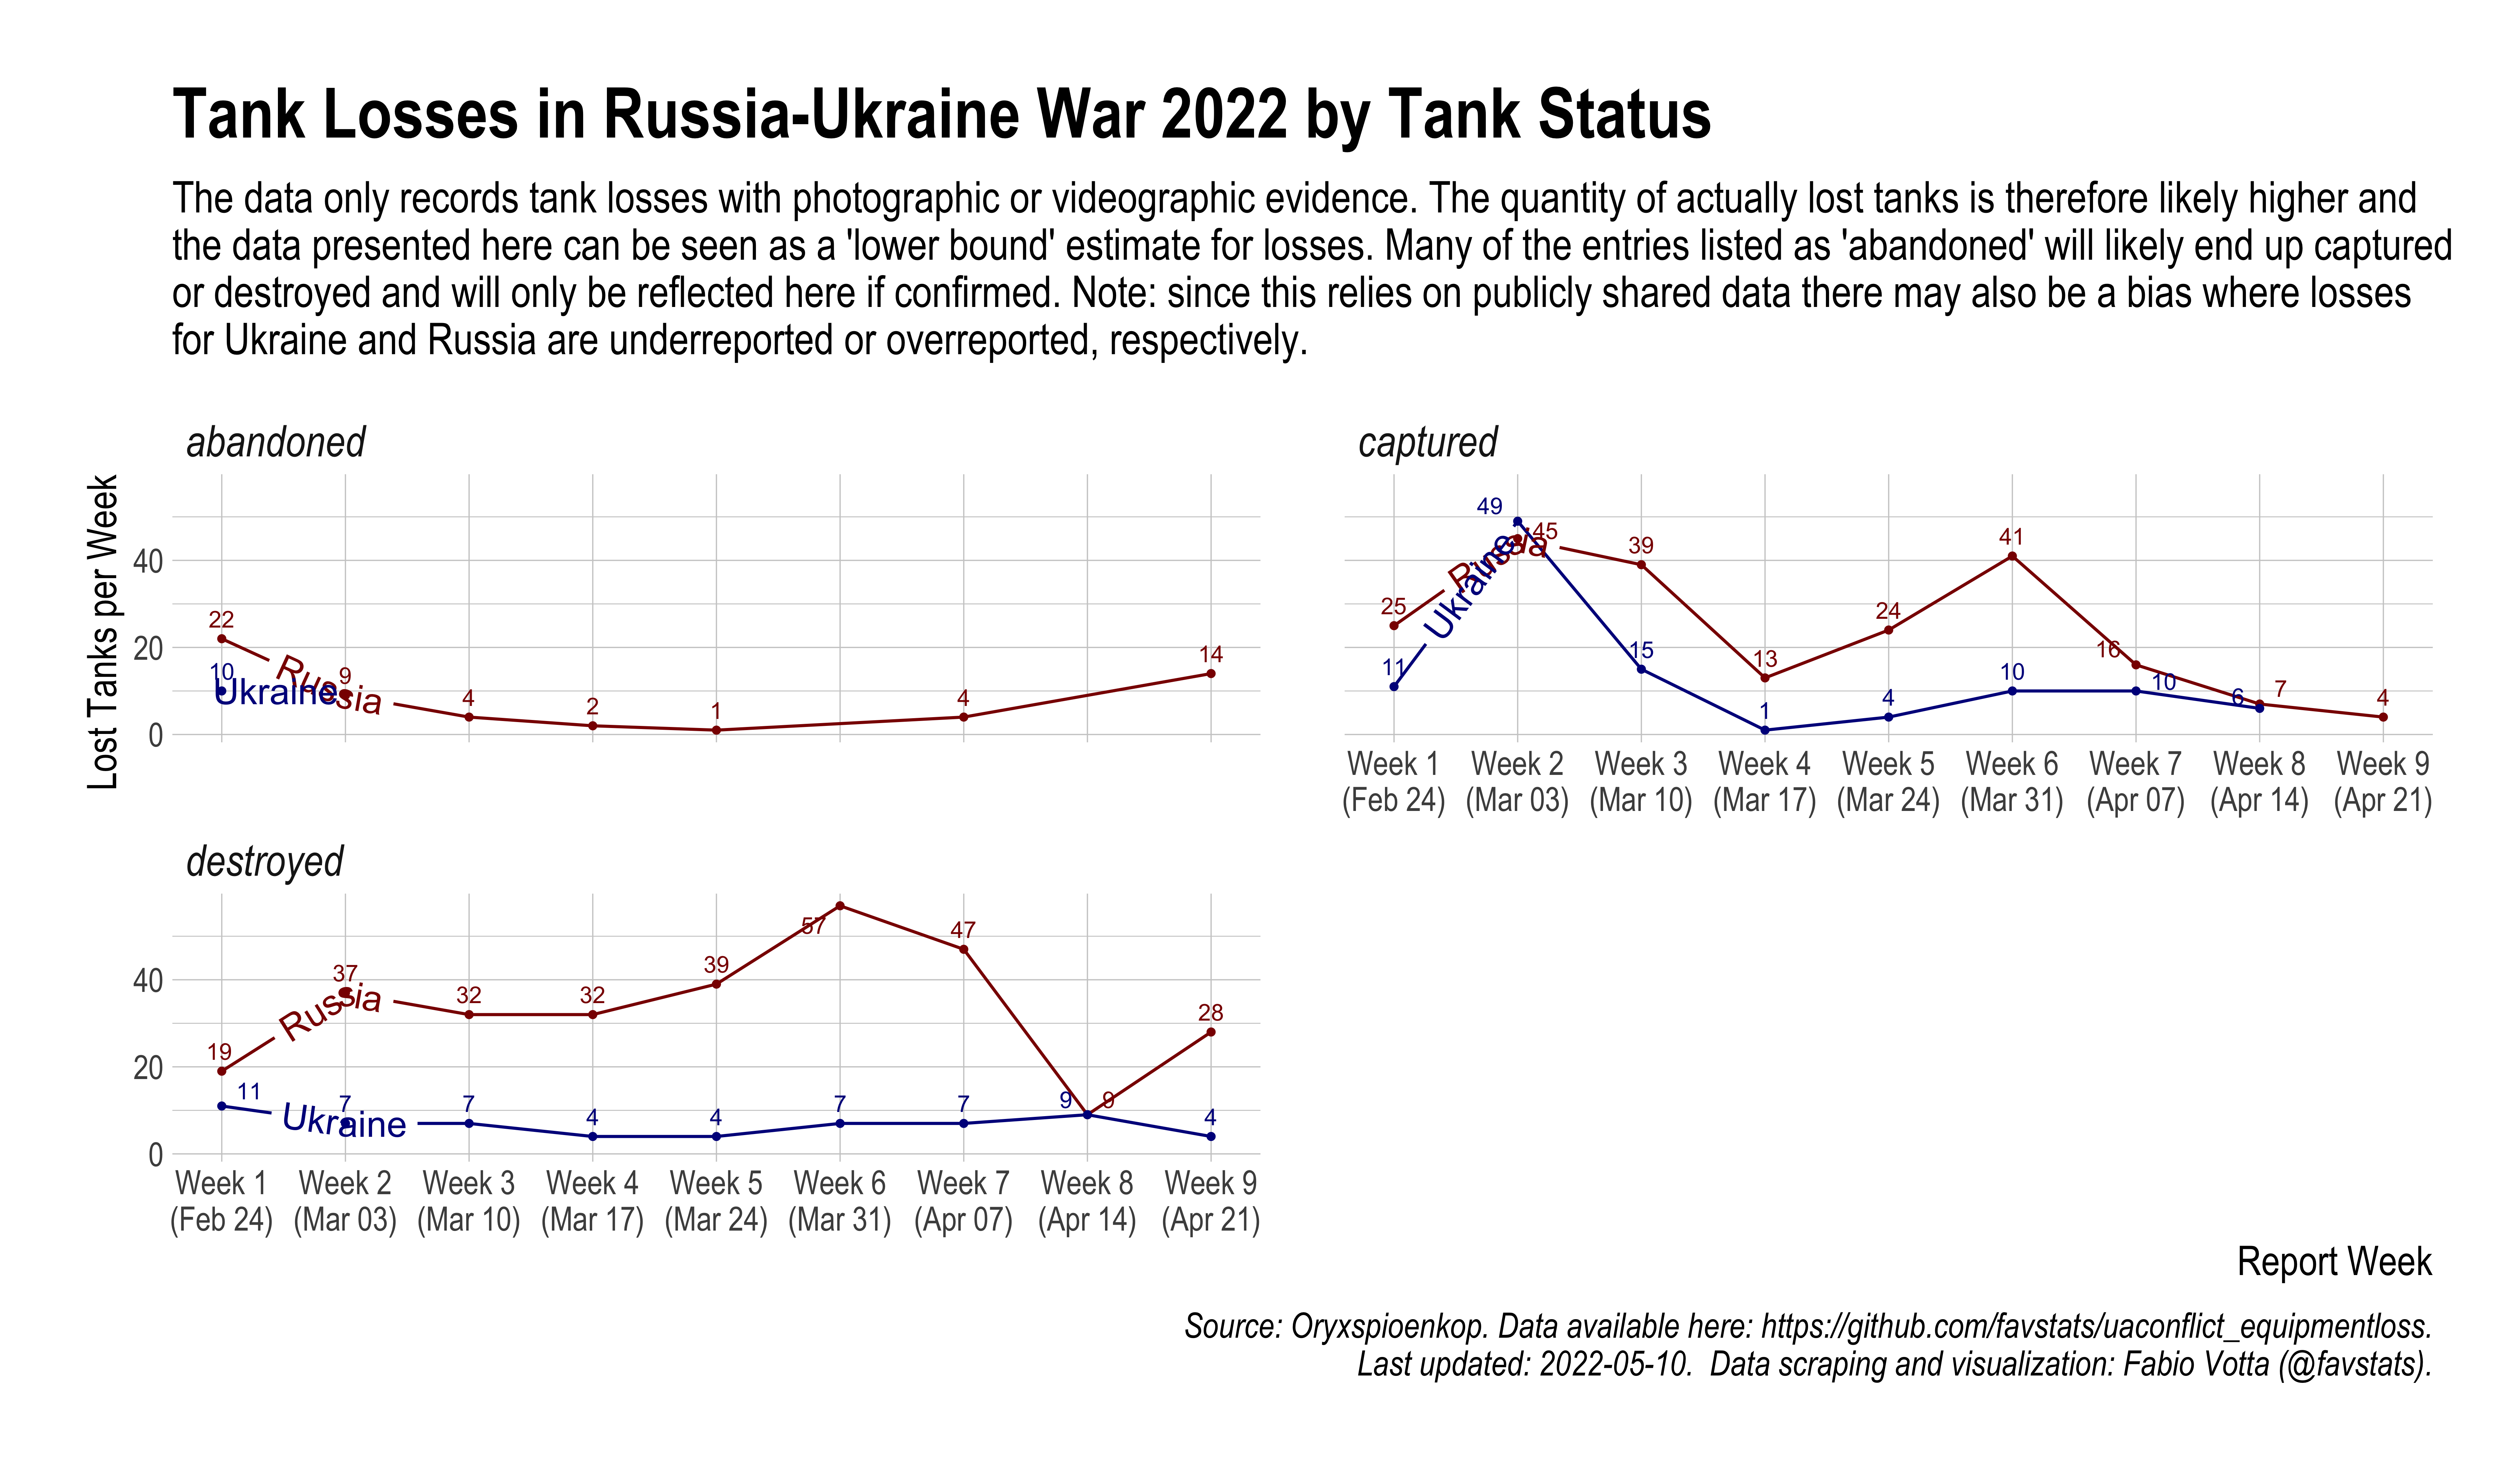 Tank Losses in Russia-Ukraine War 2022 by Tank Status
The data only records tank losses with photographic or videographic evidence. The quantity of actually lost tanks is therefore likely higher and
the data presented here can be seen as a 'lower bound' estimate for losses. Many of the entries listed as 'abandoned' will likely end up captured
or destroyed and will only be reflected here if confirmed. Note: since this relies on publicly shared data there may also be a bias where losses
for Ukraine and Russia are underreported or overreported, respectively.
abandoned
Lost Tanks per Week
40
20
0
22
10
Russia
Ukraine
9
4
2
1
4
14
captured
49
45
Russia
Ukraine
25
11
39
15
13
1
24
4
41
10
16
10
6
7
4
Week 1 Week 2 Week 3 Week 4 Week 5 Week 6 Week 7 Week 8 Week 9
(Feb 24) (Mar 03) (Mar 10) (Mar 17) (Mar 24) (Mar 31) (Apr 07) (Apr 14) (Apr 21)
destroyed
40
20
0
19
11
Russia
Ukraine
37
7
32
7
32
4
39
4
57
7
47
7
9
9
28
4
Week 1 Week 2 Week 3 Week 4 Week 5 Week 6 Week 7 Week 8 Week 9
(Feb 24) (Mar 03) (Mar 10) (Mar 17) (Mar 24) (Mar 31) (Apr 07) (Apr 14) (Apr 21)
Report Week
Source: Oryxspioenkop. Data available here: https://github.com/favstats/uaconflict_equipmentloss.
Last updated: 2022-05-10.  Data scraping and visualization: Fabio Votta (@favstats).